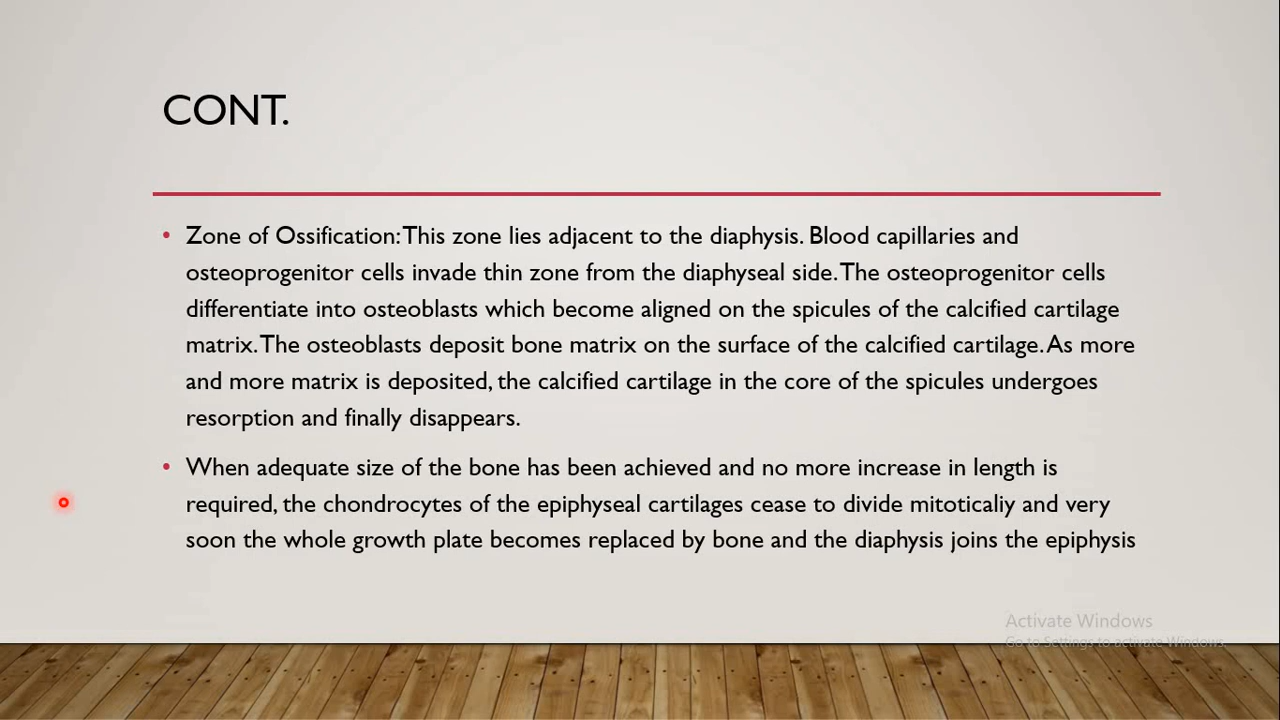 CONT.
• Zone of Ossification: This zone lies adjacent to the diaphysis. Blood capillaries and
osteoprogenitor cells invade thin zone from the diaphyseal side. The osteoprogenitor cells
differentiate into osteoblasts which become aligned on the spicules of the calcified cartilage
matrix. The osteoblasts deposit bone matrix on the surface of the calcified cartilage. As more
and more matrix is deposited, the calcified cartilage in the core of the spicules undergoes
resorption and finally disappears.
• When adequate size of the bone has been achieved and no more increase in length is
required, the chondrocytes of the epiphyseal cartilages cease to divide mitoticaliy and very
soon the whole growth plate becomes replaced by bone and the diaphysis joins the epiphysis
Activate Windows
Go to Settings to activate Windows.